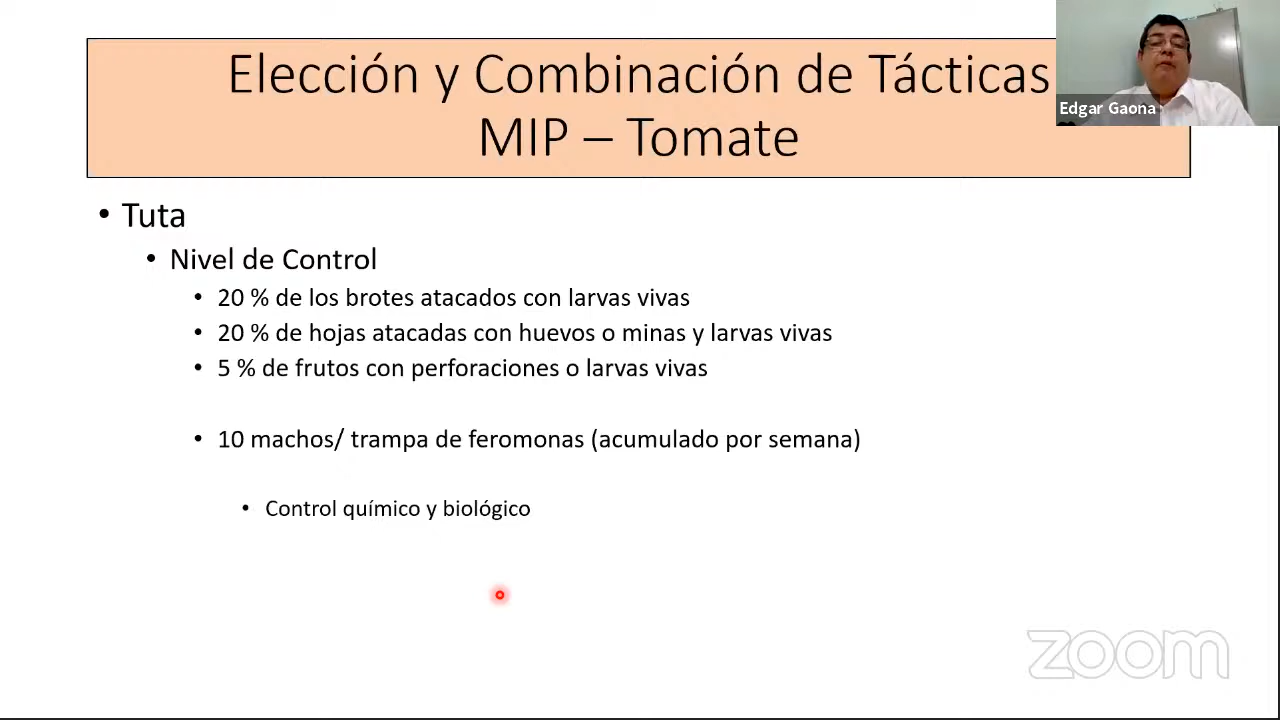 Elección y Combinación de Tácticas
MIP – Tomate
Edgar Gaona
• Tuta
• Nivel de Control
• 20 % de los brotes atacados con larvas vivas
• 20 % de hojas atacadas con huevos o minas y larvas vivas
• 5 % de frutos con perforaciones o larvas vivas
• 10 machos/ trampa de feromonas (acumulado por semana)
• Control químico y biológico
zoom